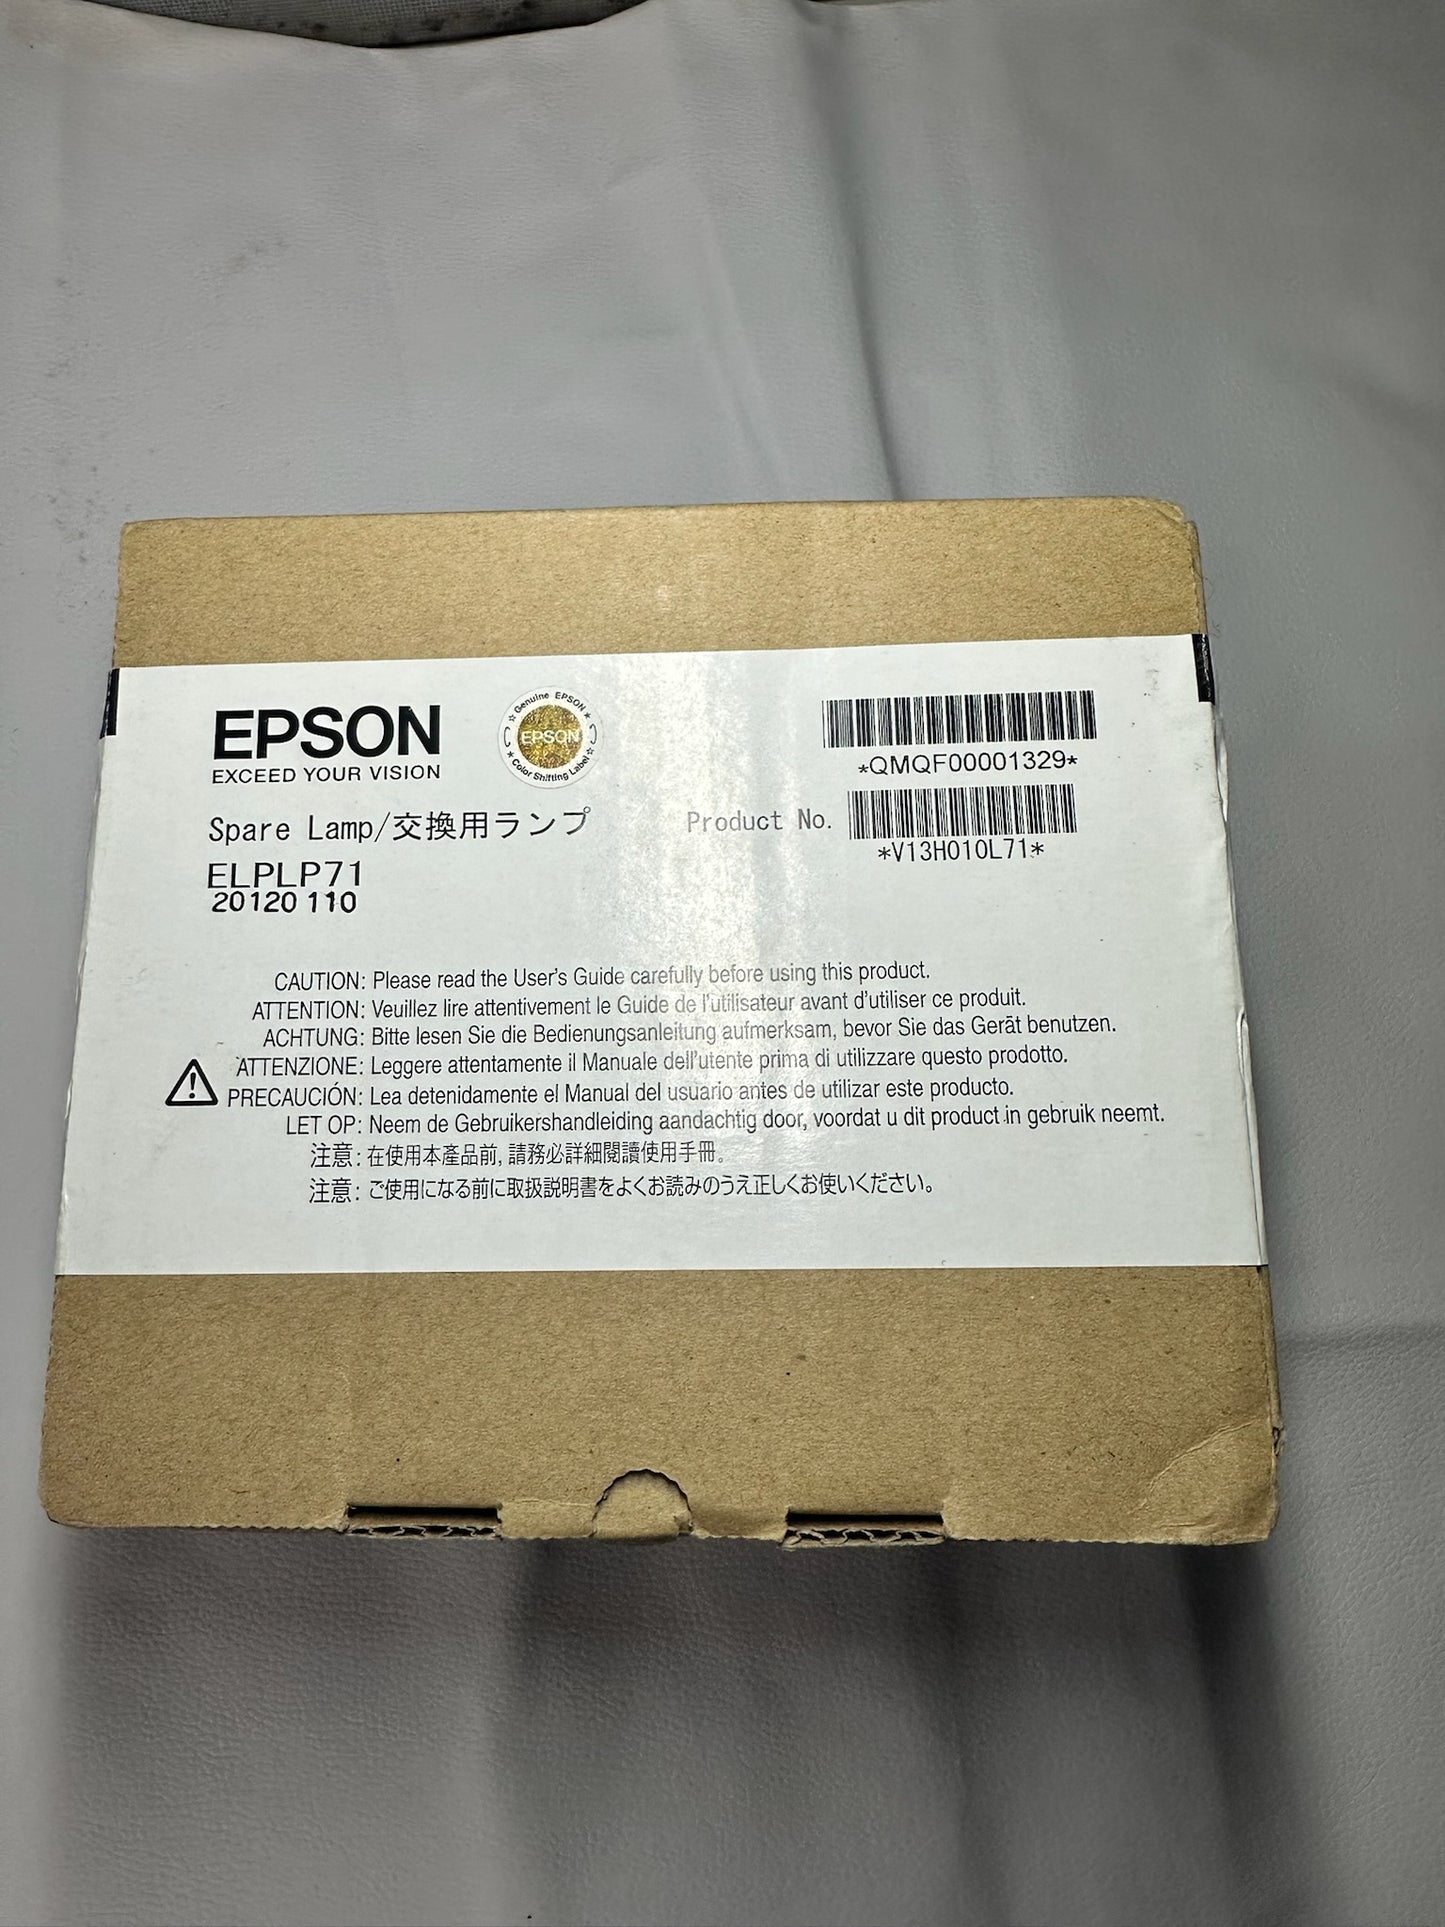 EPSON
EXCEED YOUR VISION
Genuine EPSON
EPSON
Color Shifting Label
*QMQF00001329*
Spare Lamp/交換用ランプ
Product No.
*V13H010L71*
ELPLP71
20120 110
CAUTION: Please read the User's Guide carefully before using this product.
ATTENTION: Veuillez lire attentivement le Guide de l'utilisateur avant d'utiliser ce produit.
ACHTUNG: Bitte lesen Sie die Bedienungsanleitung aufmerksam, bevor Sie das Gerät benutzen.
ATTENZIONE: Leggere attentamente il Manuale dell'utente prima di utilizzare questo prodotto.
PRECAUCIÓN: Lea detenidamente el Manual del usuario antes de utilizar este producto.
LET OP: Neem de Gebruikershandleiding aandachtig door, voordat u dit product in gebruik neemt.
注意: 在使用本產品前, 請務必詳細閱讀使用手冊。
注意: ご使用になる前に取扱説明書をよくお読みのうえ正しくお使いください。